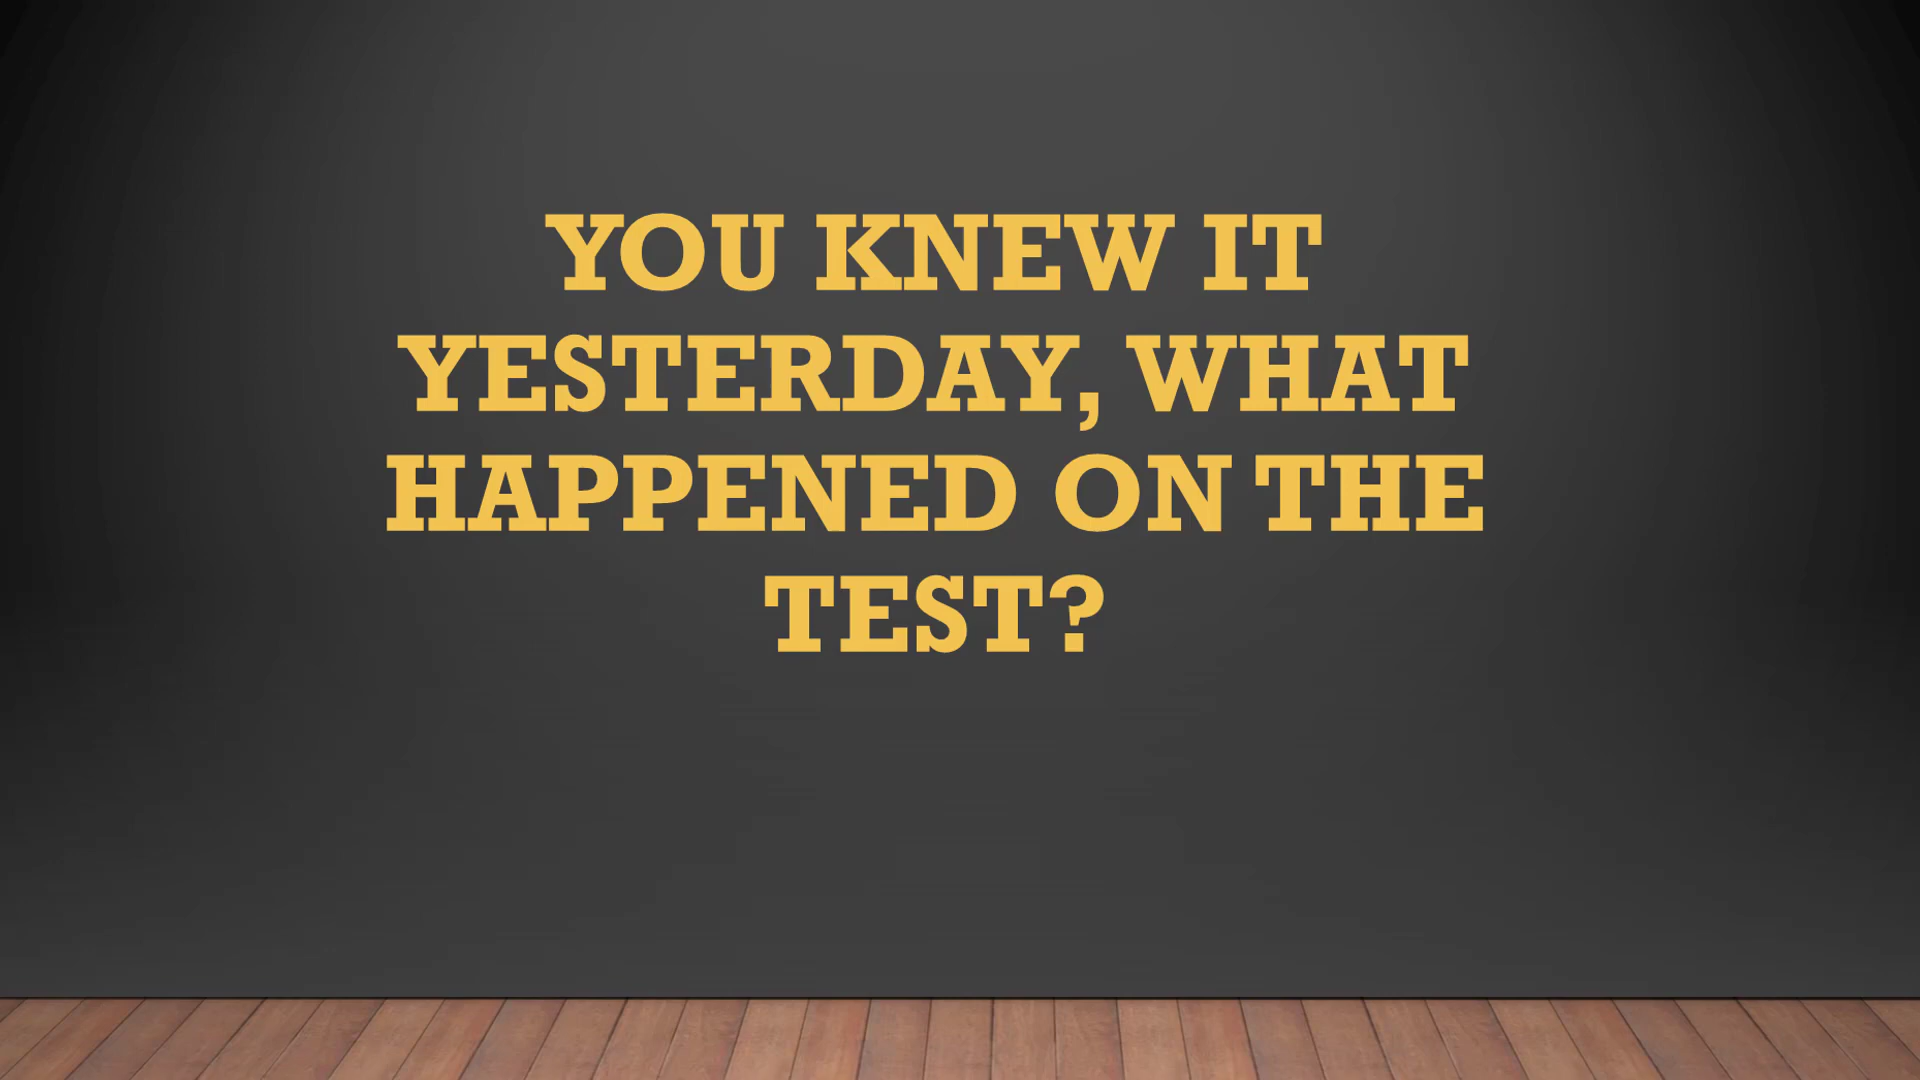 YOU KNEW IT
YESTERDAY, WHAT
HAPPENED ON THE
TEST?